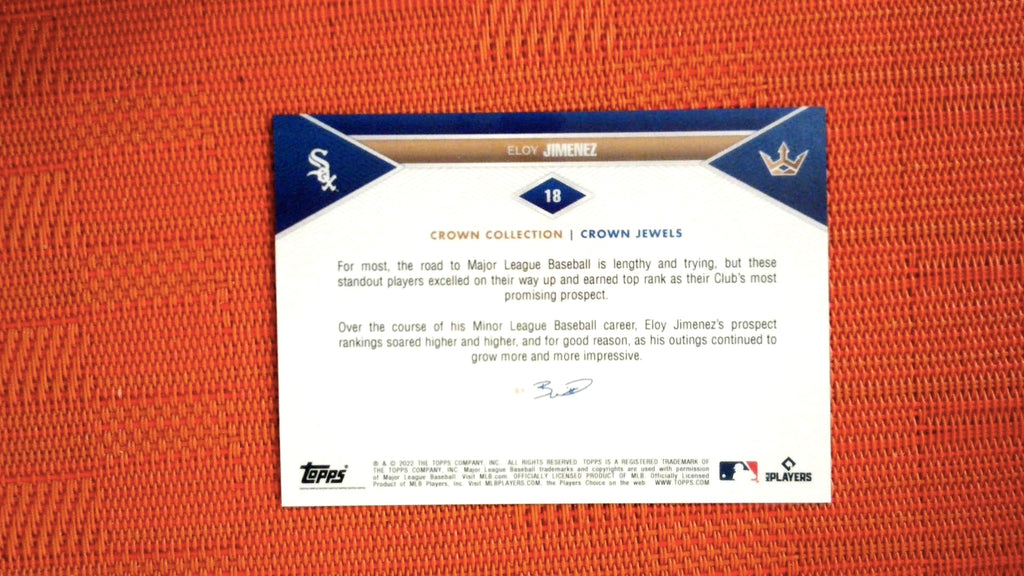 Sox
ELOY JIMENEZ
18
CROWN COLLECTION | CROWN JEWELS
For most, the road to Major League Baseball is lengthy and trying, but these
standout players excelled on their way up and earned top rank as their Club's most
promising prospect.
Over the course of his Minor League Baseball career, Eloy Jimenez's prospect
rankings soared higher and higher, and for good reason, as his outings continued to
grow more and more impressive.
topps
® & © 2022 THE TOPPS COMPANY, INC. ALL RIGHTS RESERVED. TOPPS IS A REGISTERED TRADEMARK OF
THE TOPPS COMPANY, INC. Major League Baseball trademarks and copyrights are used with permission
of Major League Baseball. Visit MLB.com. OFFICIALLY LICENSED PRODUCT OF MLB Officially Licensed
Product of MLB Players, Inc. Visit MLBPLAYERS.COM, the Players Choice on the web. WWW.TOPPS.COM
PLAYERS